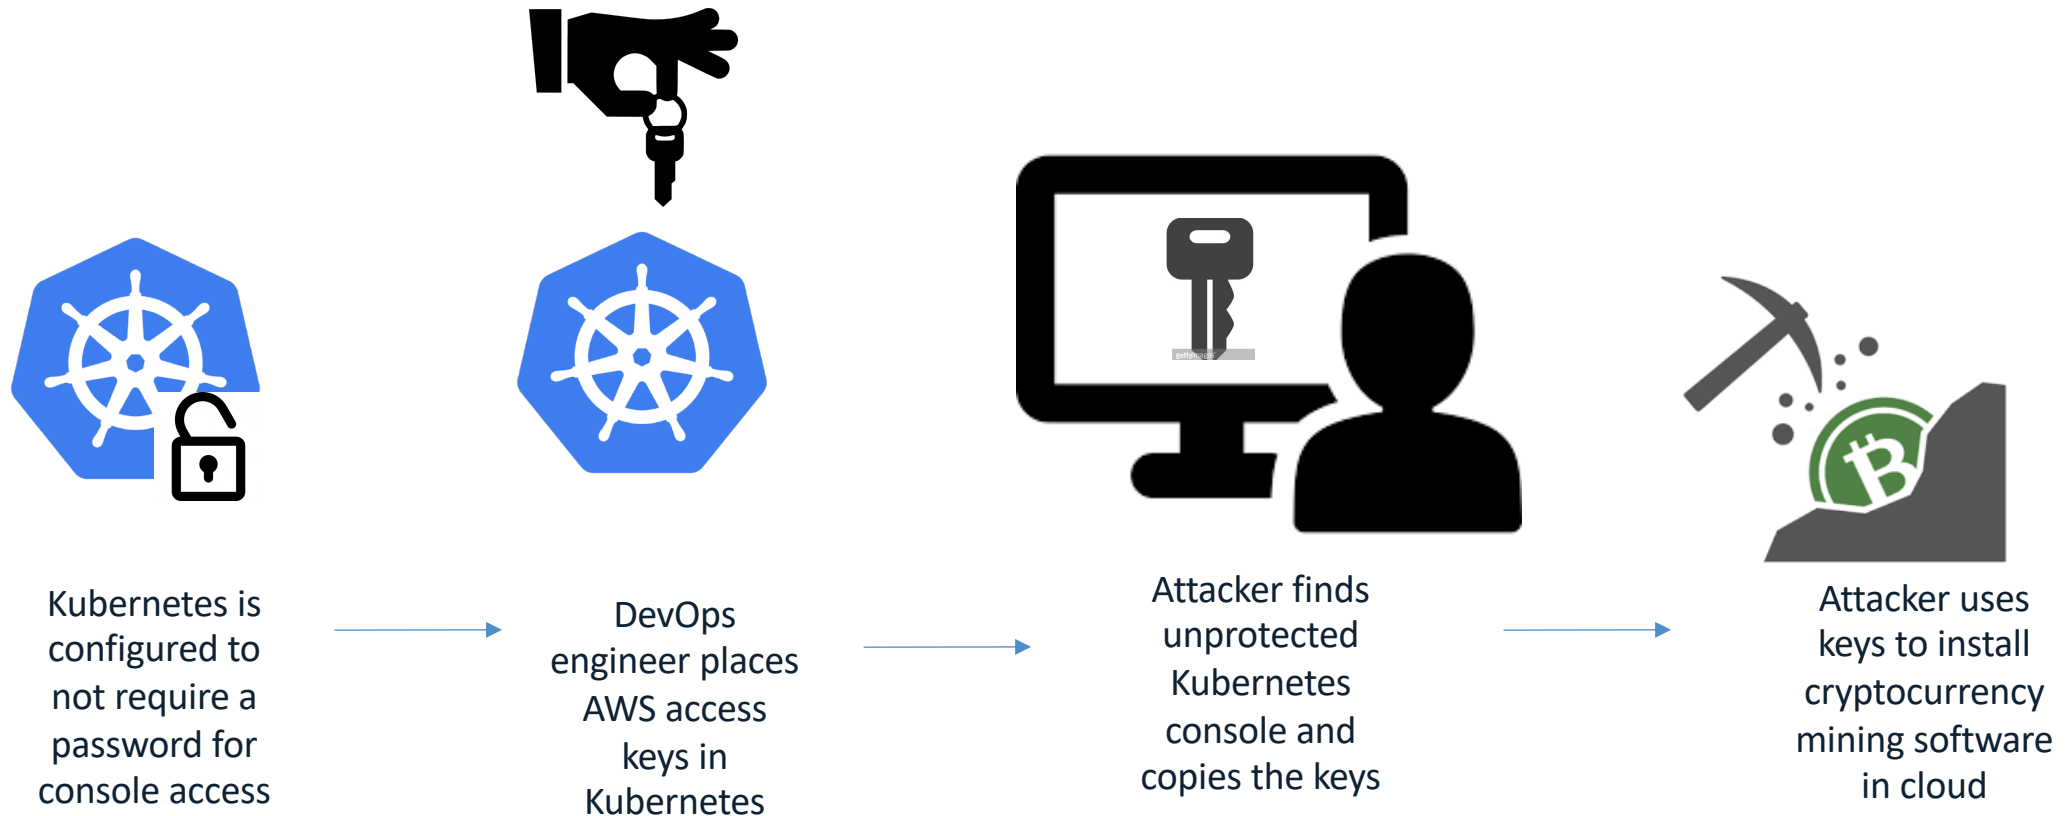 gettyimages
Kubernetes is
configured to
not require a
password for
console access
DevOps
engineer places
AWS access
keys in
Kubernetes
Attacker finds
unprotected
Kubernetes
console and
copies the keys
Attacker uses
keys to install
cryptocurrency
mining software
in cloud